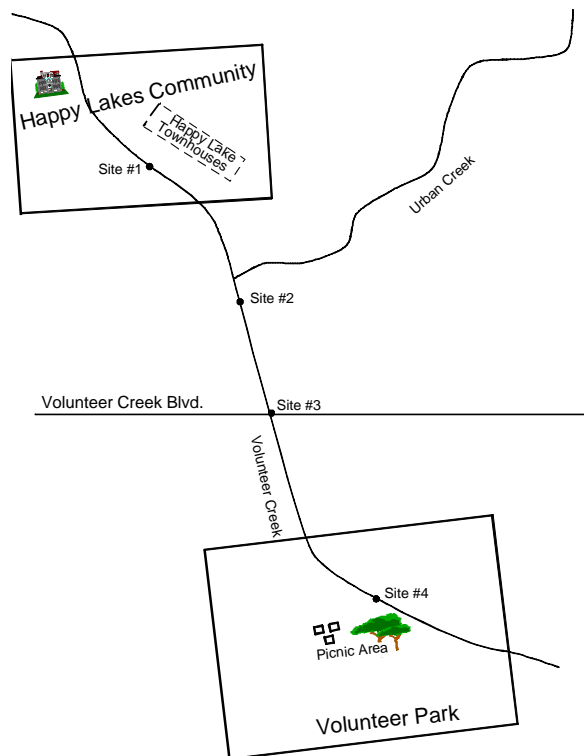 Happy Lakes Community
Happy Lake
Townhouses
Site #1
Urban Creek
Site #2
Volunteer Creek Blvd.
Site #3
Volunteer Creek
Site #4
Picnic Area
Volunteer Park